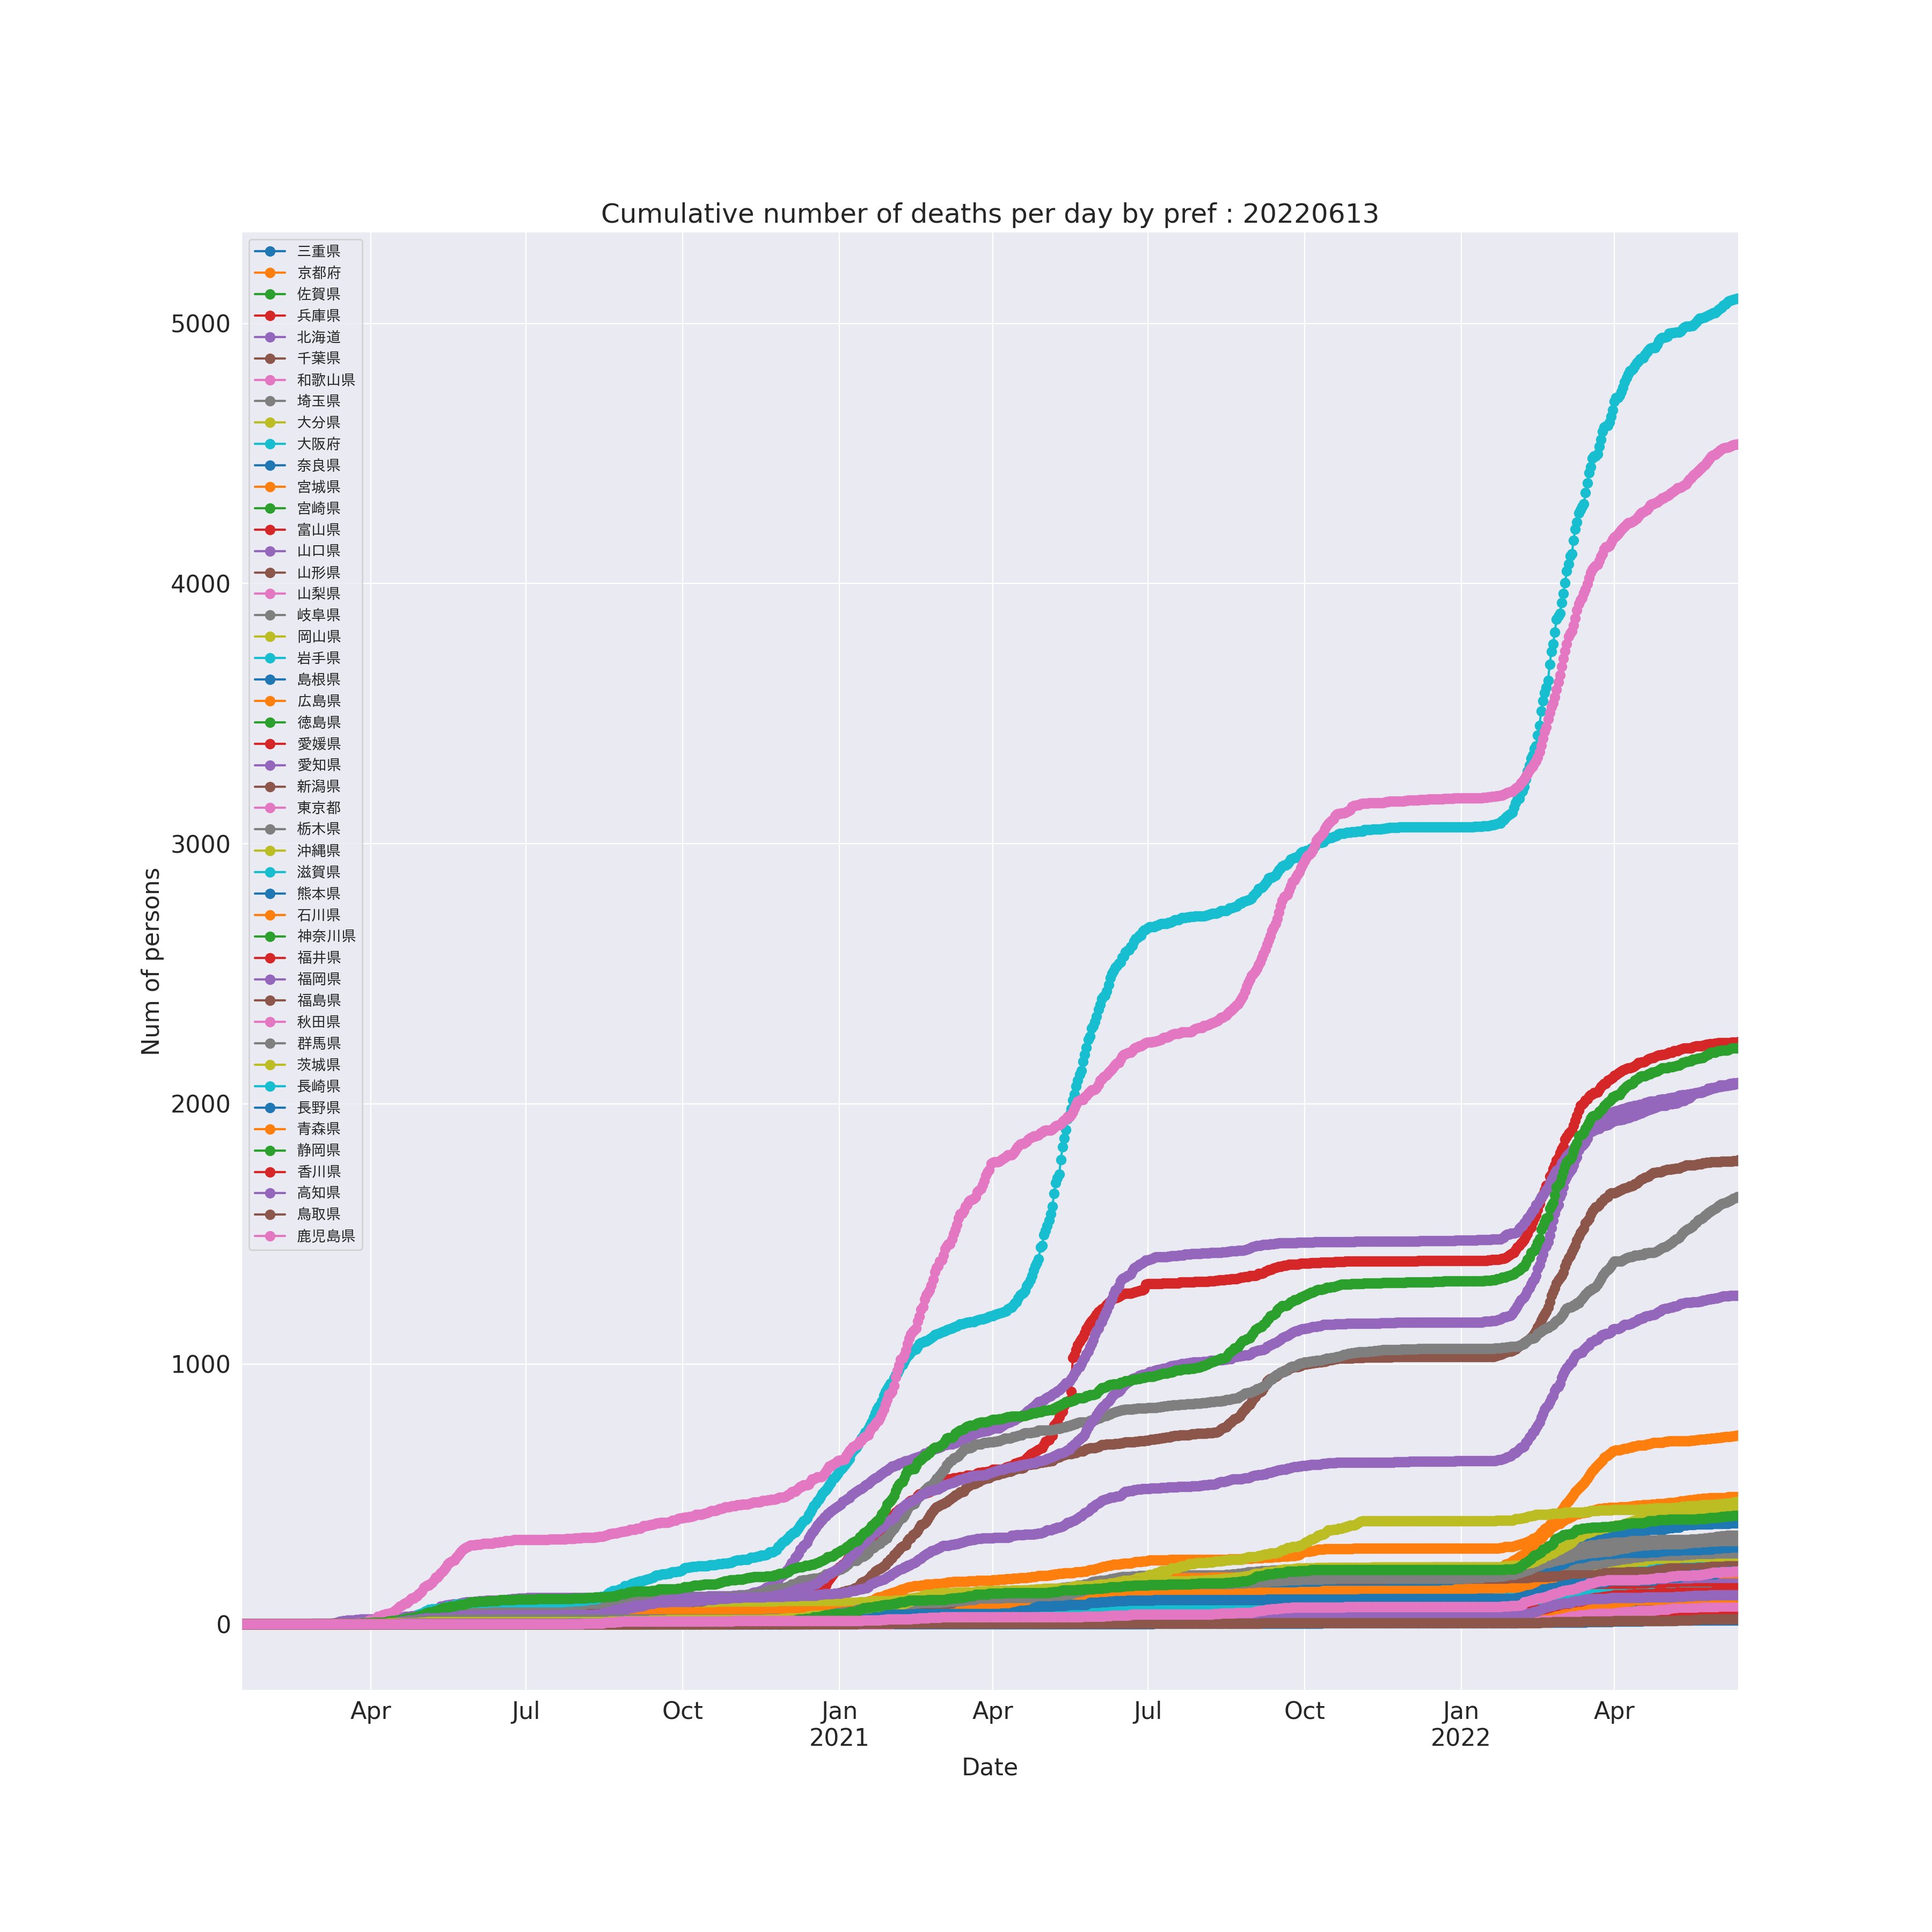 Cumulative number of deaths per day by pref : 20220613
三重県
京都府
佐賀県
兵庫県
北海道
千葉県
和歌山県
埼玉県
大分県
大阪府
奈良県
宮城県
宮崎県
富山県
山口県
山形県
山梨県
岐阜県
岡山県
岩手県
島根県
広島県
徳島県
愛媛県
愛知県
新潟県
東京都
栃木県
沖縄県
滋賀県
熊本県
石川県
神奈川県
福井県
福岡県
福島県
秋田県
群馬県
茨城県
長崎県
長野県
青森県
静岡県
香川県
高知県
鳥取県
鹿児島県
5000
4000
3000
2000
1000
0
Num of persons
Apr Jul Oct Jan Apr Jul Oct Jan Apr
2021 2022
Date